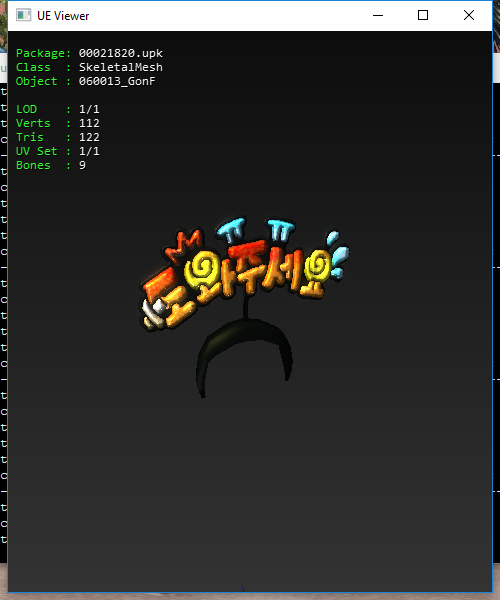 UE Viewer
Package: 00021820.upk
Class : SkeletalMesh
Object : 060013_GonF
LOD : 1/1
Verts : 112
Tris : 122
UV Set : 1/1
Bones : 9
ㅠ ㅠ
도와주세요